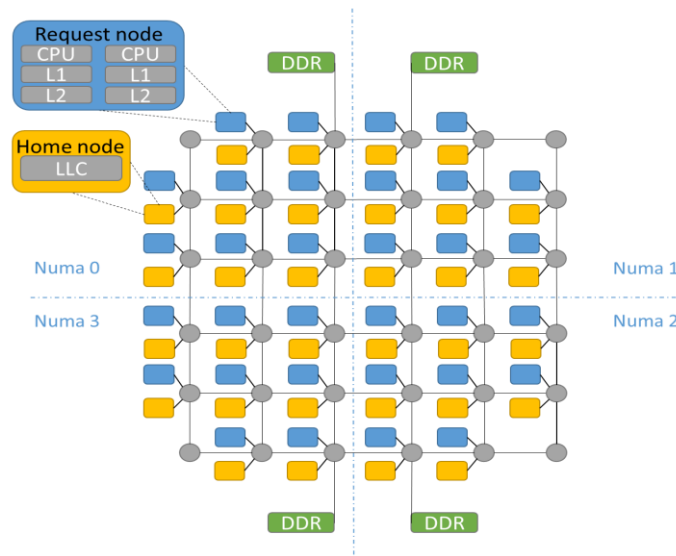 Request node
CPU
CPU
L1
L1
L2
L2
DDR
DDR
Home node
LLC
Numa 0
Numa 1
Numa 3
Numa 2
DDR
DDR